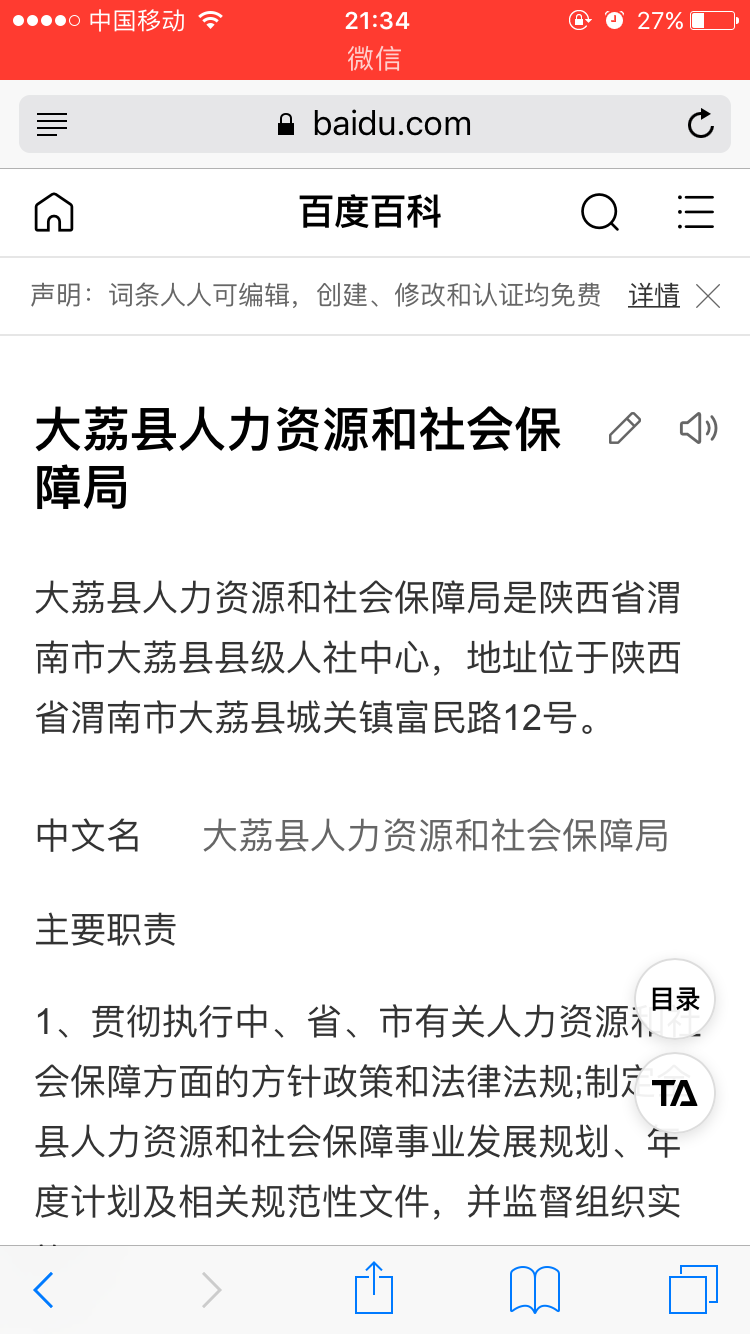 中国移动 21:34 27%
微信
baidu.com
百度百科
声明：词条人人可编辑，创建、修改和认证均免费 详情
大荔县人力资源和社会保
障局
大荔县人力资源和社会保障局是陕西省渭
南市大荔县县级人社中心，地址位于陕西
省渭南市大荔县城关镇富民路12号。
中文名 大荔县人力资源和社会保障局
主要职责
目录
1、贯彻执行中、省、市有关人力资源和社
会保障方面的方针政策和法律法规;制定全
TA
县人力资源和社会保障事业发展规划、年
度计划及相关规范性文件，并监督组织实